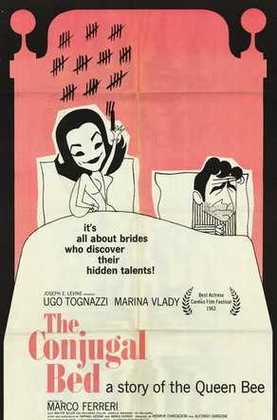 it's
all about brides
who discover
their
hidden talents!
JOSEPH E. LEVINE
UGO TOGNAZZI MARINA VLADY
Best Actress
Cannes Film Festival
1963
The
Conjugal
Bed a story of the Queen Bee
MARCO FERRERI